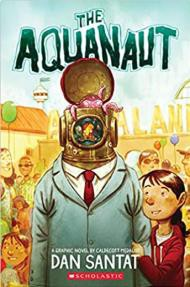 THE
AQUANAUT
A GRAPHIC NOVEL BY CALDECOTT MEDALIST
DAN SANTAT
SCHOLASTIC